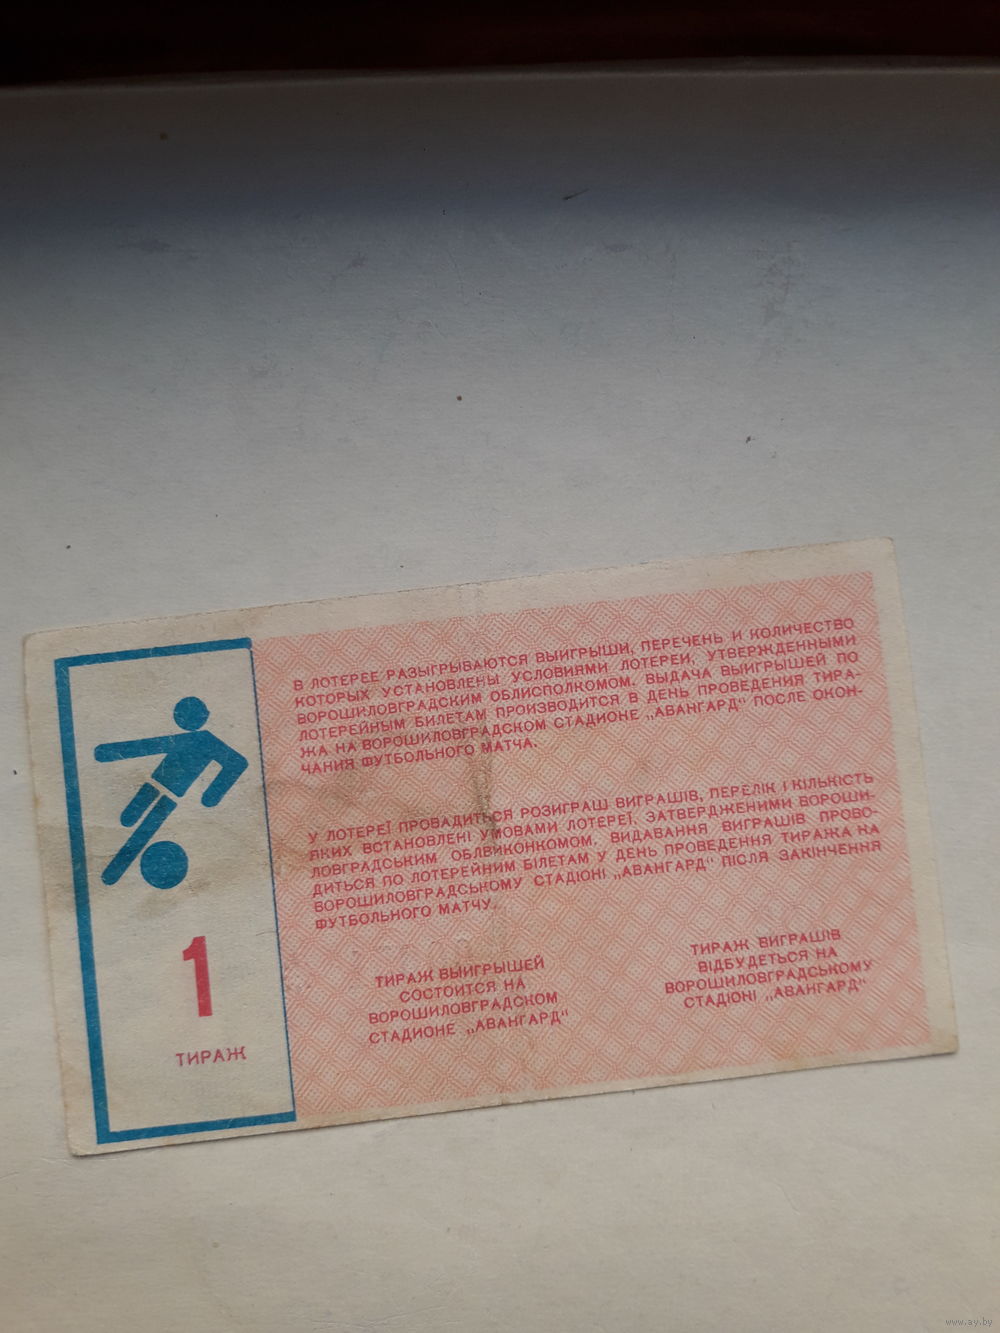 В ЛОТЕРЕЕ РАЗЫГРЫВАЮТСЯ ВЫИГРЫШИ, ПЕРЕЧЕНЬ И КОЛИЧЕСТВО
КОТОРЫХ УСТАНОВЛЕНЫ УСЛОВИЯМИ ЛОТЕРЕИ, УТВЕРЖДЕННЫМИ
ВОРОШИЛОВГРАДСКИМ ОБЛИСПОЛКОМОМ. ВЫДАЧА ВЫИГРЫШЕЙ ПО
ЛОТЕРЕЙНЫМ БИЛЕТАМ ПРОИЗВОДИТСЯ В ДЕНЬ ПРОВЕДЕНИЯ ТИРА-
ЖА НА ВОРОШИЛОВГРАДСКОМ СТАДИОНЕ „АВАНГАРД" ПОСЛЕ ОКОН-
ЧАНИЯ ФУТБОЛЬНОГО МАТЧА.
У ЛОТЕРЕЇ ПРОВАДИТЬСЯ РОЗИГРАШ ВИГРАШІВ, ПЕРЕЛІК І КІЛЬКІСТЬ
ЯКИХ ВСТАНОВЛЕНІ УМОВАМИ ЛОТЕРЕЇ, ЗАТВЕРДЖЕНИМИ ВОРОШИ-
ЛОВГРАДСЬКИМ ОБЛВИКОНКОМОМ. ВИДАВАННЯ ВИГРАШІВ ПРОВО-
ДИТЬСЯ ПО ЛОТЕРЕЙНИМ БІЛЕТАМ У ДЕНЬ ПРОВЕДЕННЯ ТИРАЖА НА
ВОРОШИЛОВГРАДСЬКОМУ СТАДІОНІ „АВАНГАРД" ПІСЛЯ ЗАКІНЧЕННЯ
ФУТБОЛЬНОГО МАТЧУ.
ТИРАЖ ВЫИГРЫШЕЙ
СОСТОИТСЯ НА
ВОРОШИЛОВГРАДСКОМ
СТАДИОНЕ „АВАНГАРД"
ТИРАЖ ВИГРАШІВ
ВІДБУДЕТЬСЯ НА
ВОРОШИЛОВГРАДСЬКОМУ
СТАДІОНІ „АВАНГАРД"
1
ТИРАЖ
www.ay.by